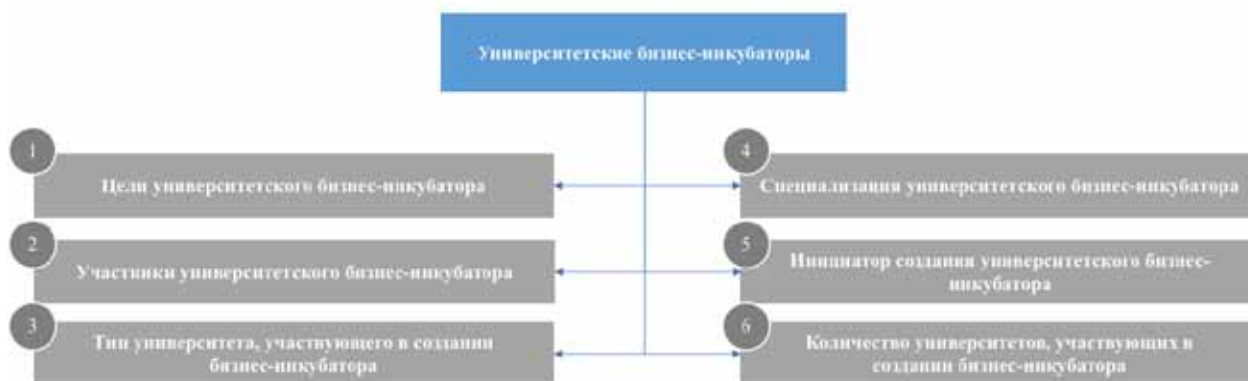 Университетские бизнес-инкубаторы
1
Цели университетского бизнес-инкубатора
2
Участники университетского бизнес-инкубатора
3
Тип университета, участвующего в создании
бизнес-инкубатора
4
Специализация университетского бизнес-инкубатора
5
Инициатор создания университетского бизнес-
инкубатора
6
Количество университетов, участвующих в
создании бизнес-инкубатора